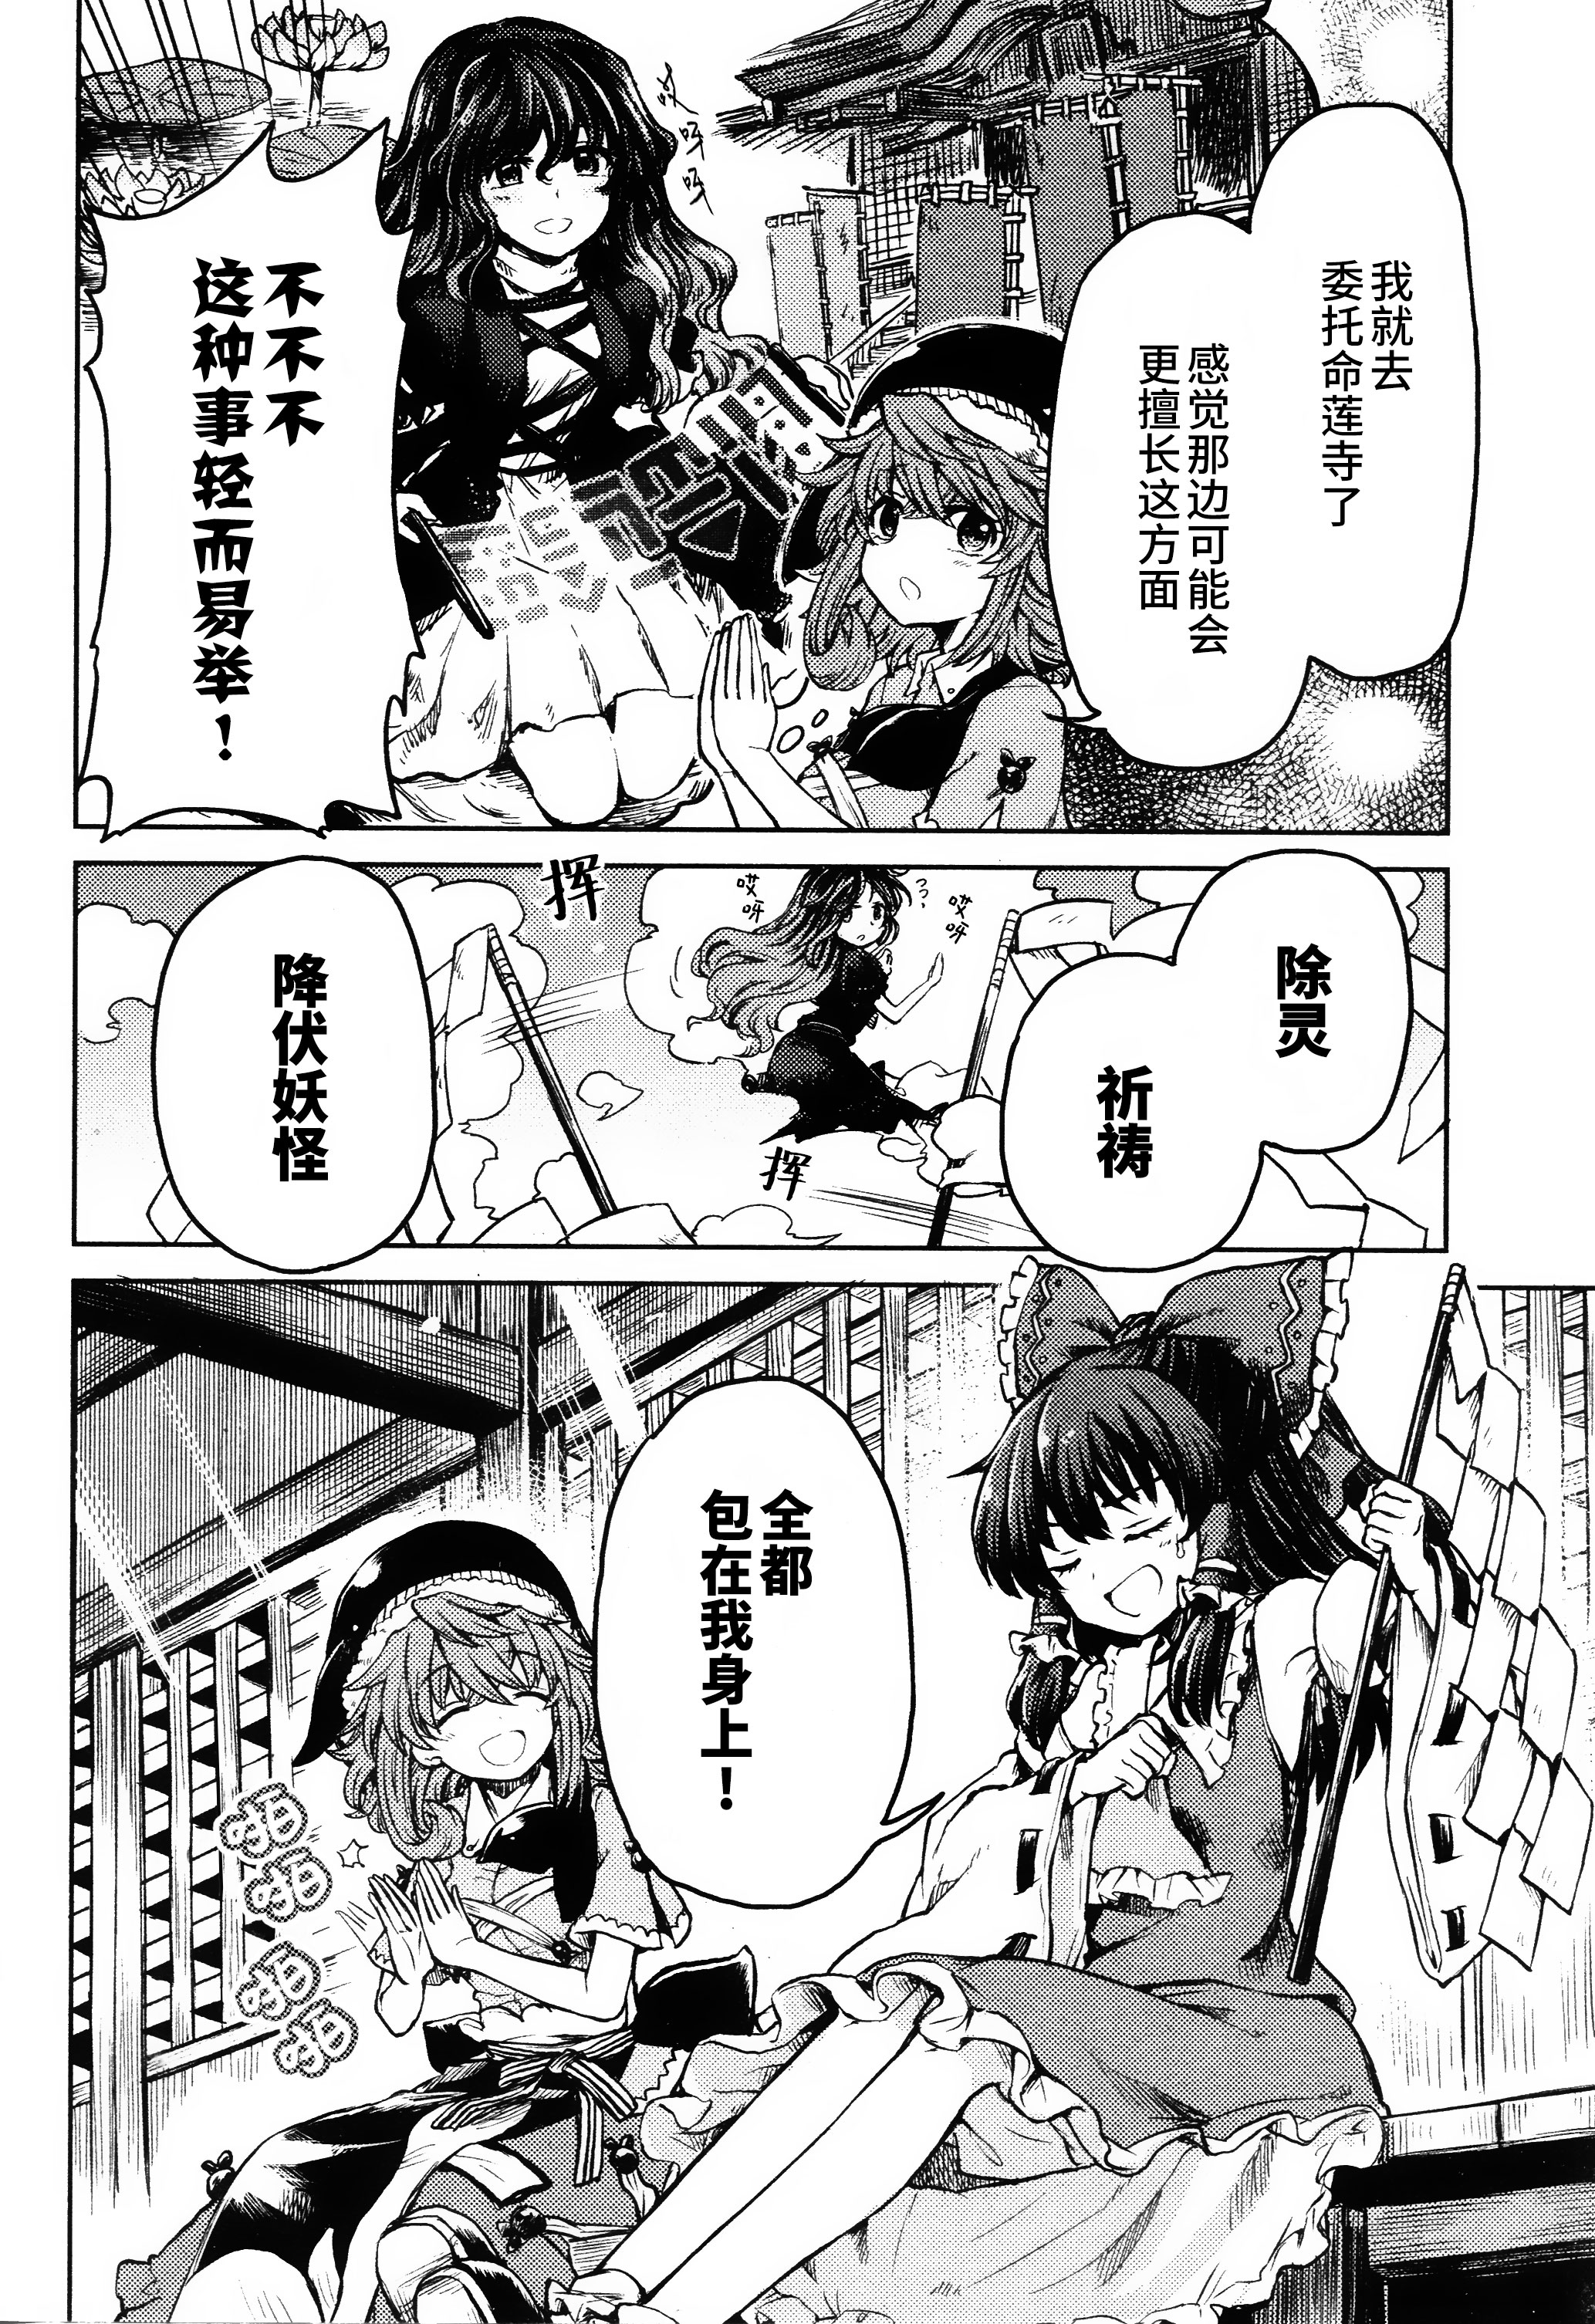 我就去
委托命莲寺了
感觉那边可能会
更擅长这方面
哎呀呀
不不不
这种事轻而易举！
除灵
祈祷
哎呀
哎呀
挥
挥
降伏妖怪
全都
包在我身上！
啪啪
啪啪